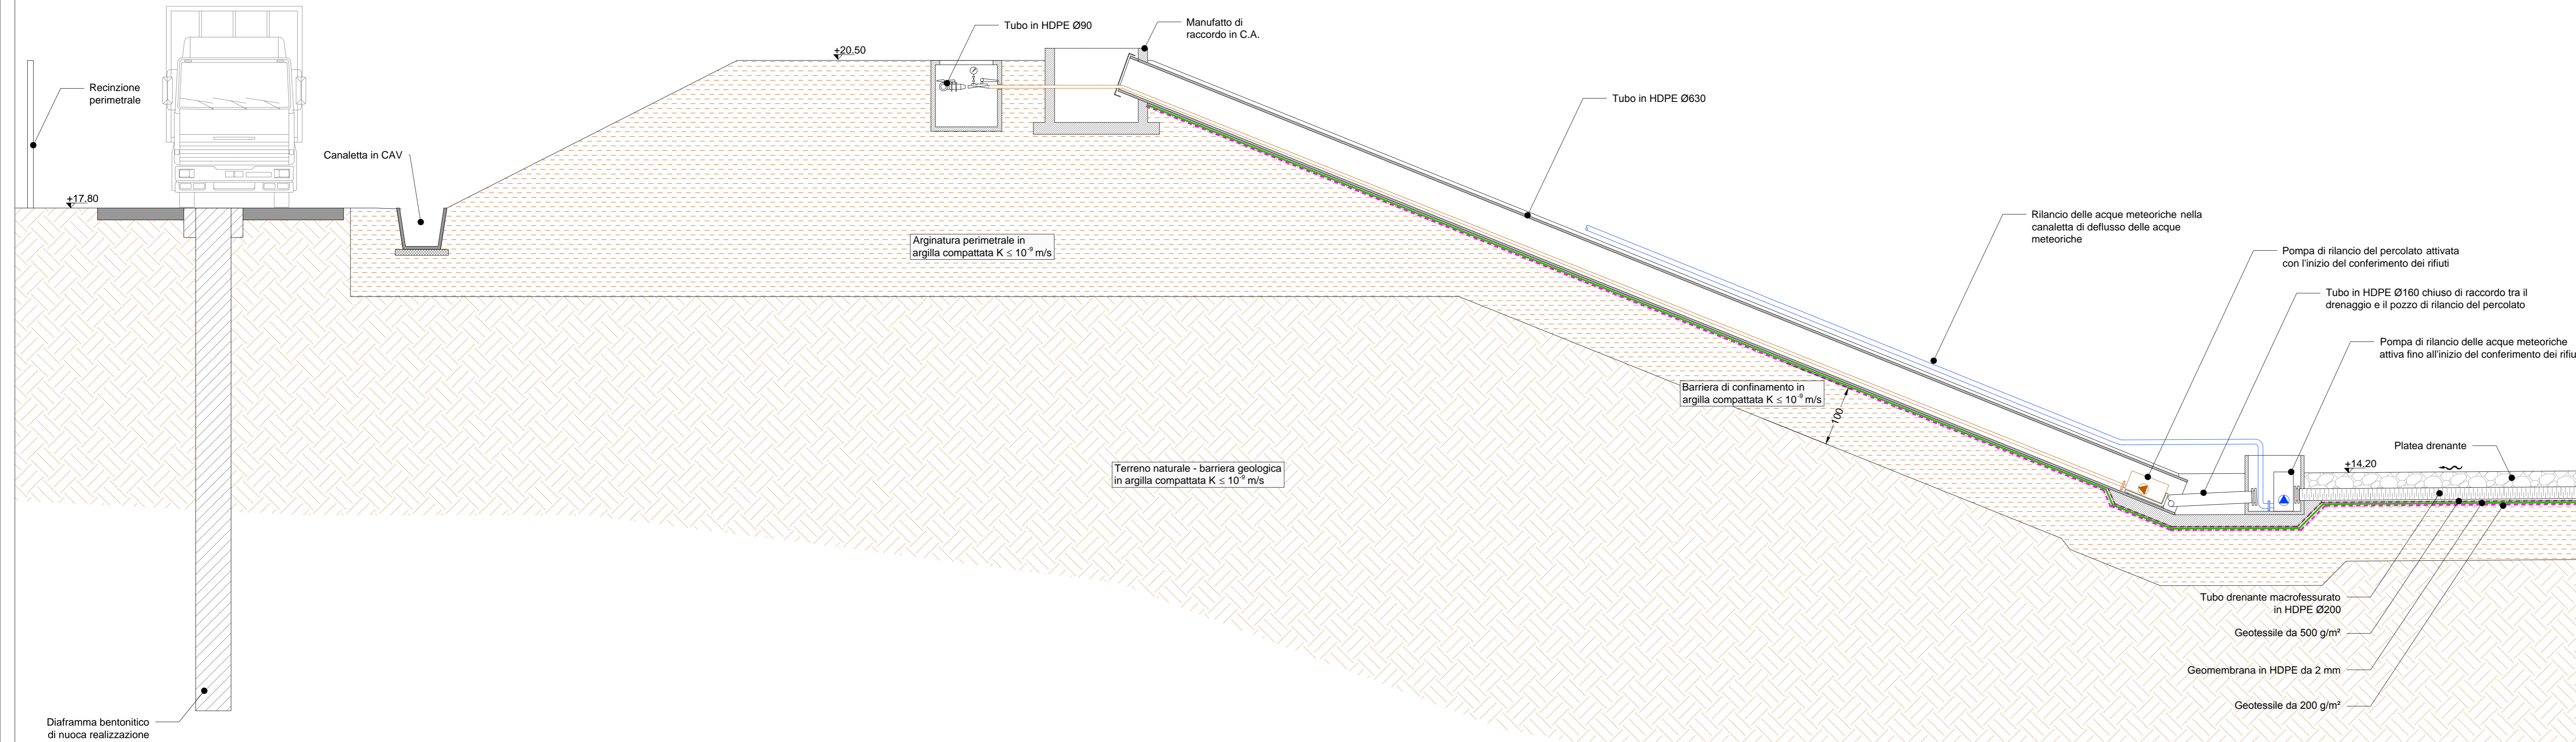 Tubo in HDPE Ø90
Manufatto di
raccordo in C.A.
+20.50
Recinzione
perimetrale
Tubo in HDPE Ø630
Canaletta in CAV
+17.80
Rilancio delle acque meteoriche nella
canaletta di deflusso delle acque
meteoriche
Arginatura perimetrale in
argilla compattata K ≤ 10⁻⁹ m/s
Pompa di rilancio del percolato attivata
con l'inizio del conferimento dei rifiuti
Tubo in HDPE Ø160 chiuso di raccordo tra il
drenaggio e il pozzo di rilancio del percolato
Pompa di rilancio delle acque meteoriche
attiva fino all'inizio del conferimento dei rifiu
Barriera di confinamento in
argilla compattata K ≤ 10⁻⁹ m/s
100
Platea drenante
+14.20
Terreno naturale - barriera geologica
in argilla compattata K ≤ 10⁻⁹ m/s
Tubo drenante macrofessurato
in HDPE Ø200
Geotessile da 500 g/m²
Geomembrana in HDPE da 2 mm
Geotessile da 200 g/m²
Diaframma bentonitico
di nuoca realizzazione